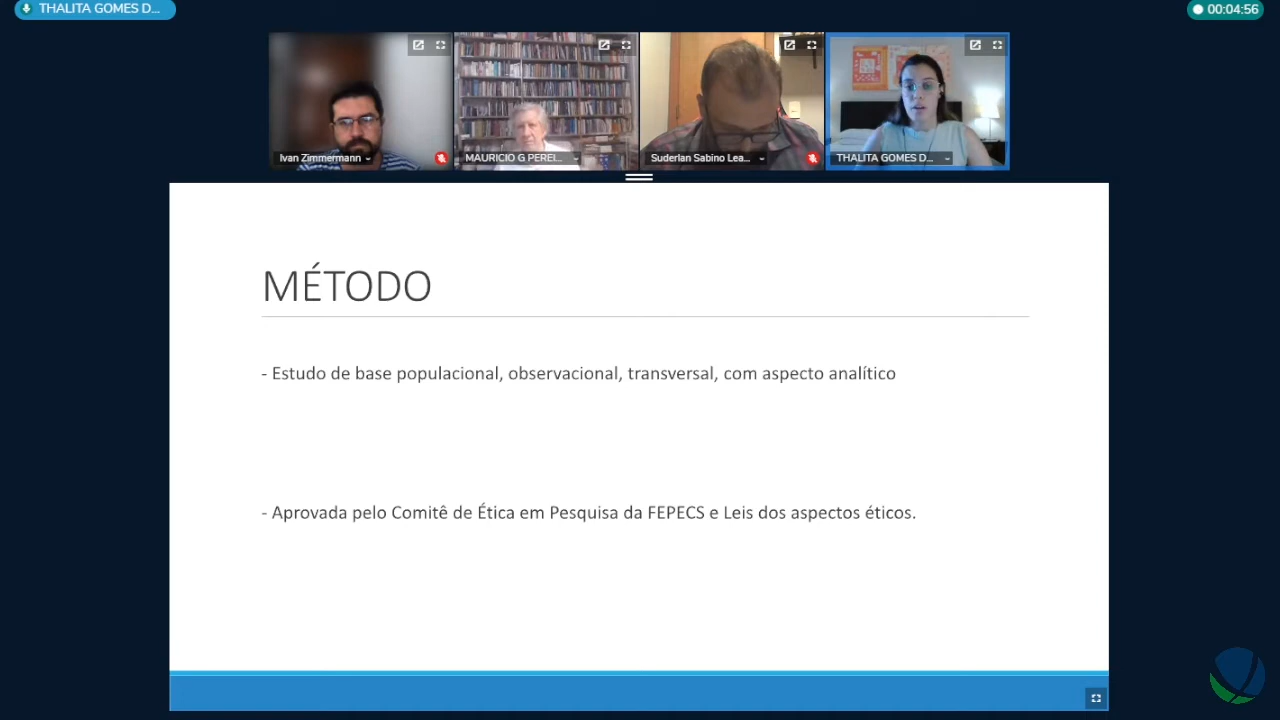 THALITA GOMES D...
00:04:56
Ivan Zimmermann
MAURICIO G PEREI...
Suderlan Sabino Lea...
THALITA GOMES D...
MÉTODO
- Estudo de base populacional, observacional, transversal, com aspecto analítico
- Aprovada pelo Comitê de Ética em Pesquisa da FEPECS e Leis dos aspectos éticos.